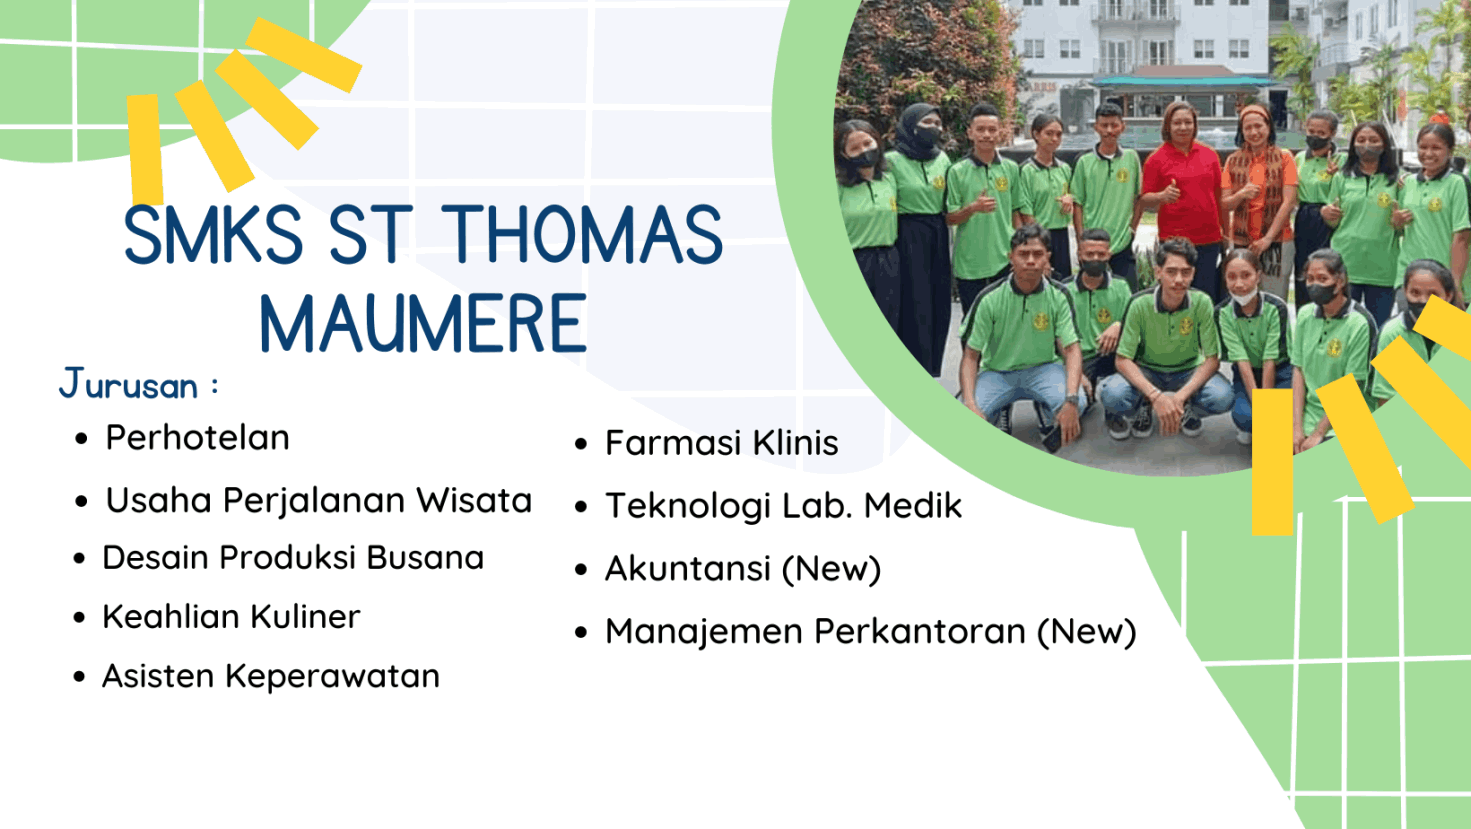 SMKS ST THOMAS
MAUMERE
Jurusan :
• Perhotelan
• Usaha Perjalanan Wisata
• Desain Produksi Busana
• Keahlian Kuliner
• Asisten Keperawatan
• Farmasi Klinis
• Teknologi Lab. Medik
• Akuntansi (New)
• Manajemen Perkantoran (New)